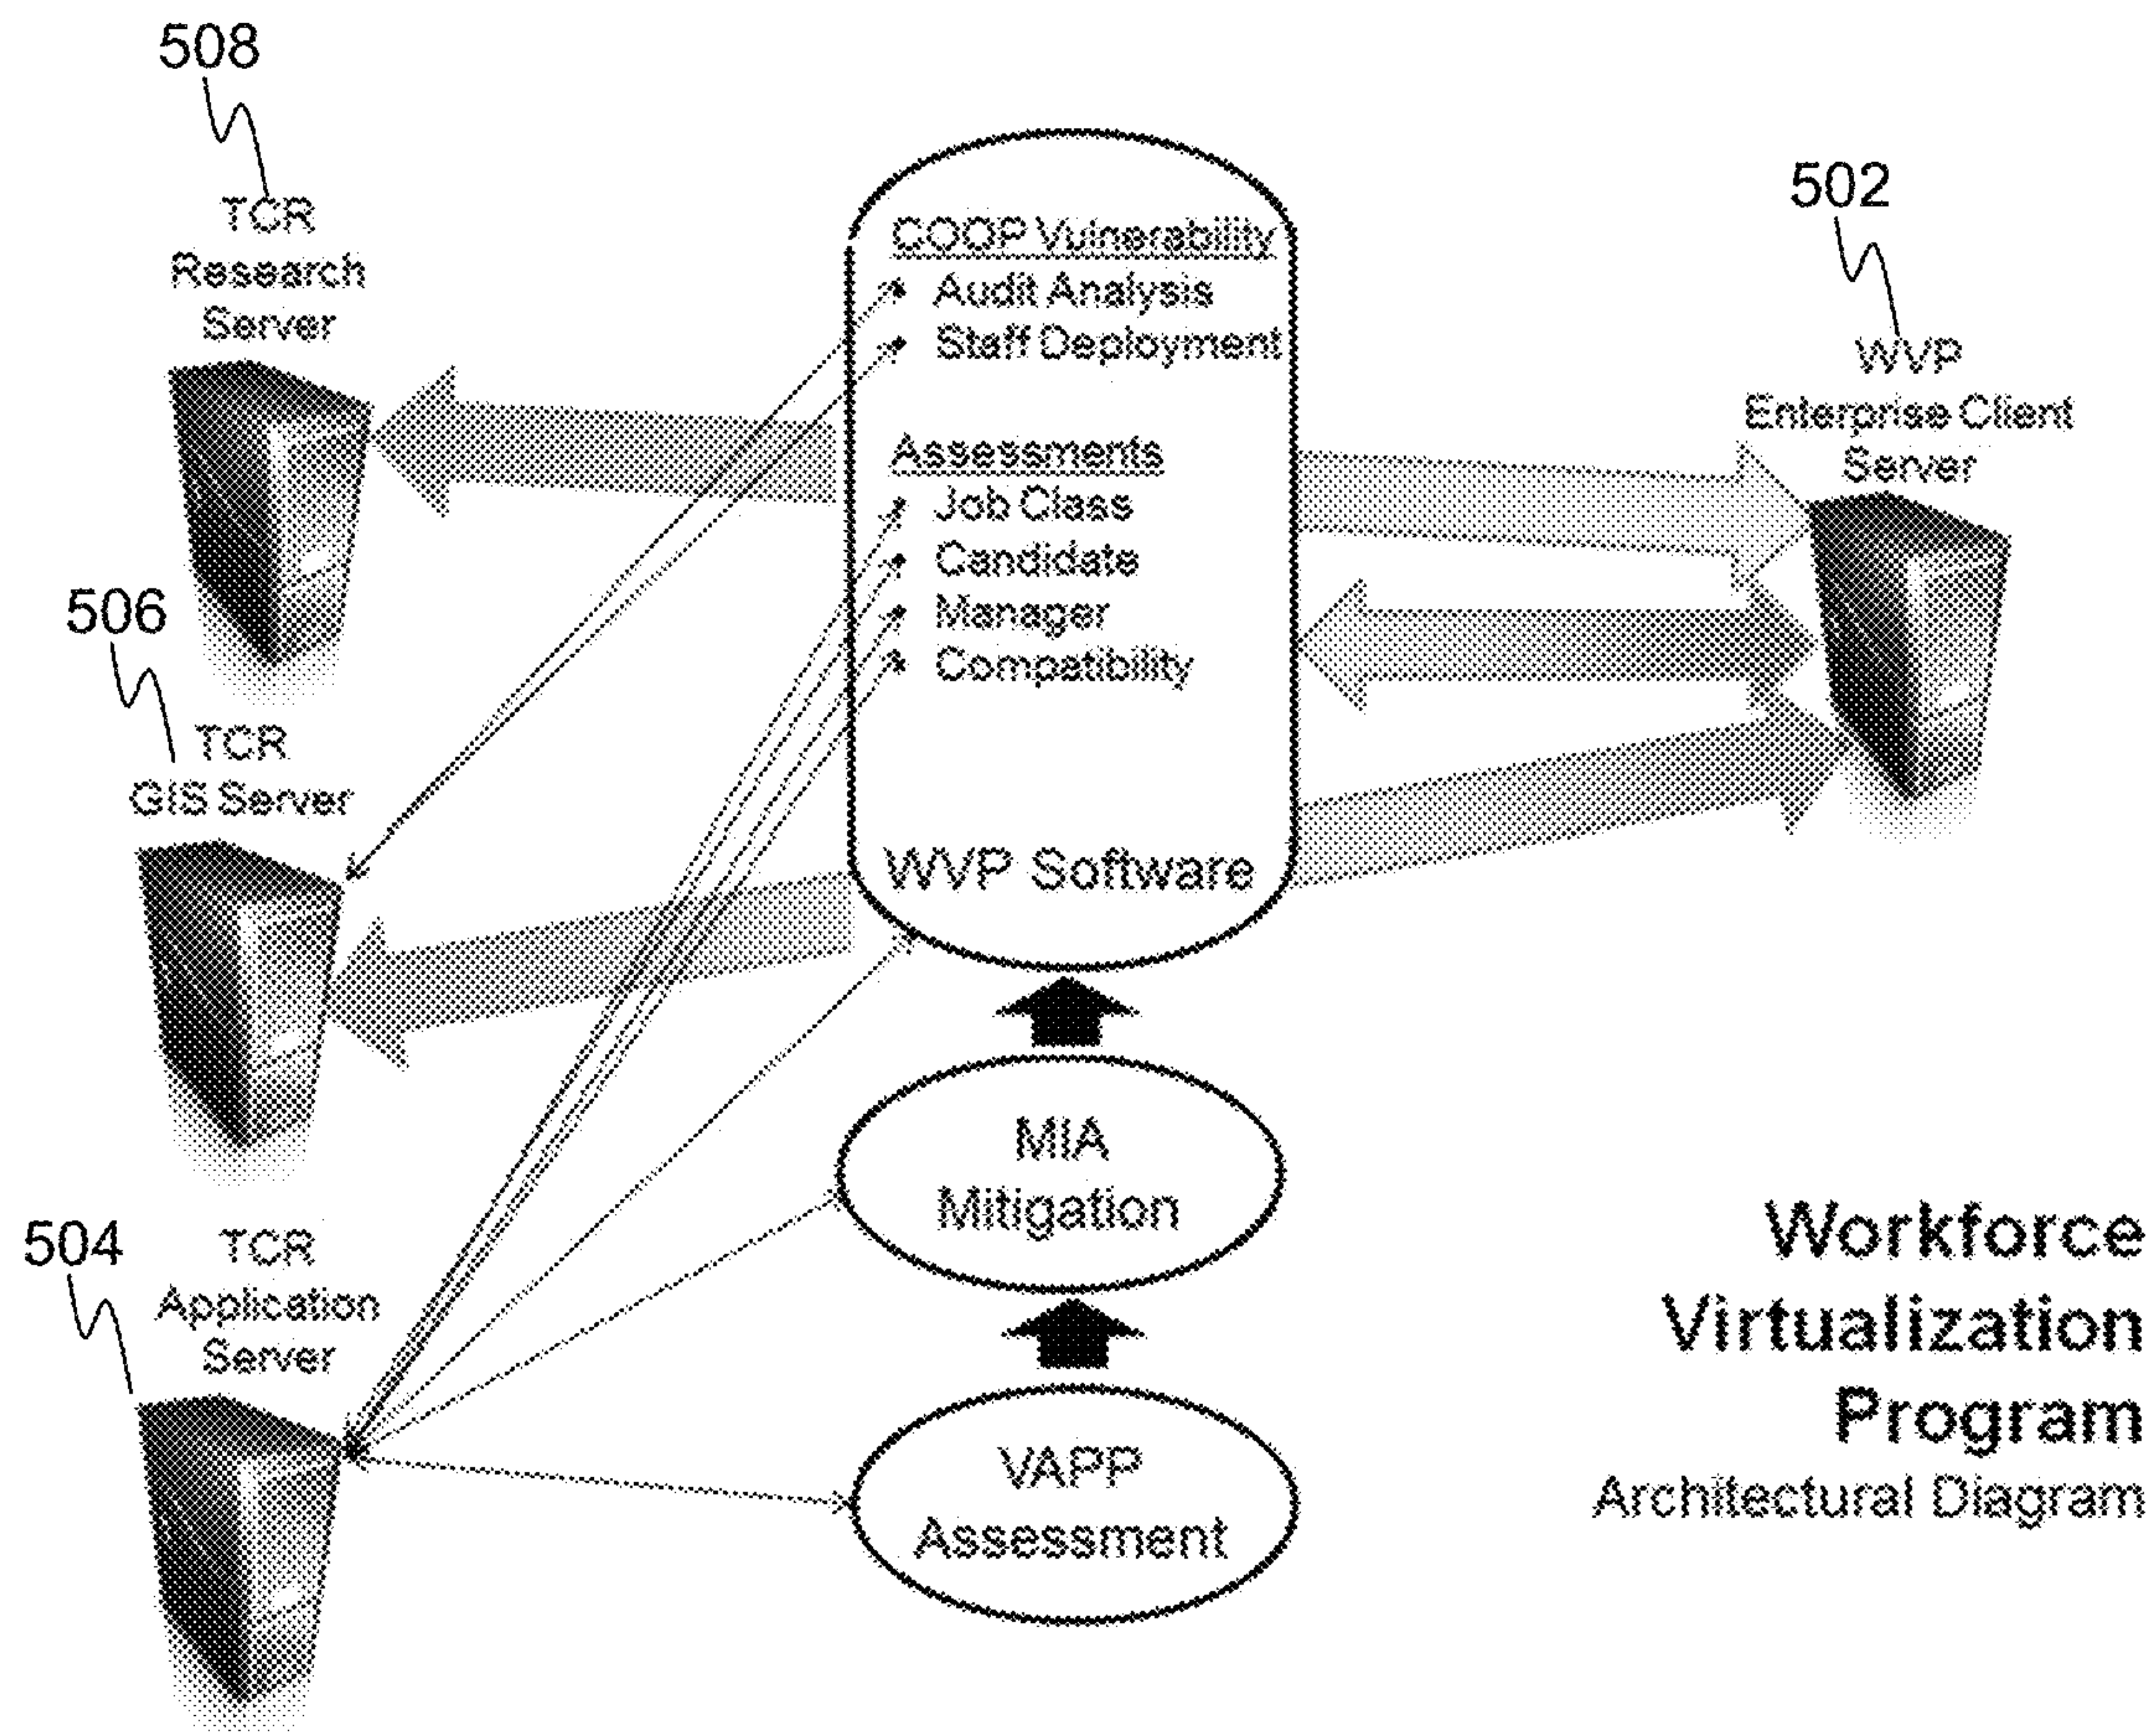 508
TCR
Research
Server
506
TCR
GIS Server
504
TCR
Application
Server
COOP Vulnerability
Audit Analysis
Staff Deployment
Assessments
Job Class
Candidate
Manager
Compatibility
WVP Software
MIA
Mitigation
VAPP
Assessment
502
WVP
Enterprise Client
Server
Workforce
Virtualization
Program
Architectural Diagram